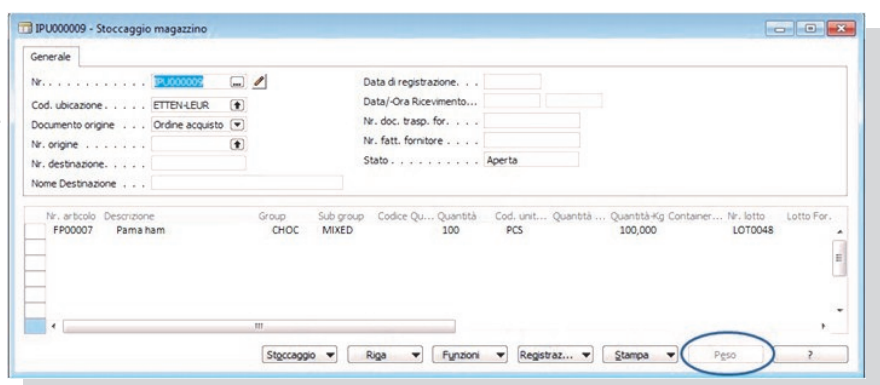 IPU000009 - Stoccaggio magazzino
Generale
Nr. . . . . . . . . . . . IPU000009 ...
Cod. ubicazione. . . . . ETTEN-LEUR
Documento origine . . . Ordine acquisto
Nr. origine . . . . . . .
Nr. destinazione. . . . .
Nome Destinazione . . .
Data di registrazione. . .
Data/-Ora Ricevimento...
Nr. doc. trasp. for. . . .
Nr. fatt. fornitore . . . .
Stato . . . . . . . . . . Aperta
Nr. articolo Descrizione Group Sub group Codice Qu... Quantità Cod. unit... Quantità ... Quantità-Kg Container... Nr. lotto Lotto For.
FP00007 Pama ham CHOC MIXED 100 PCS 100,000 LOT0048
Stoccaggio Riga Funzioni Registraz... Stampa Peso ?